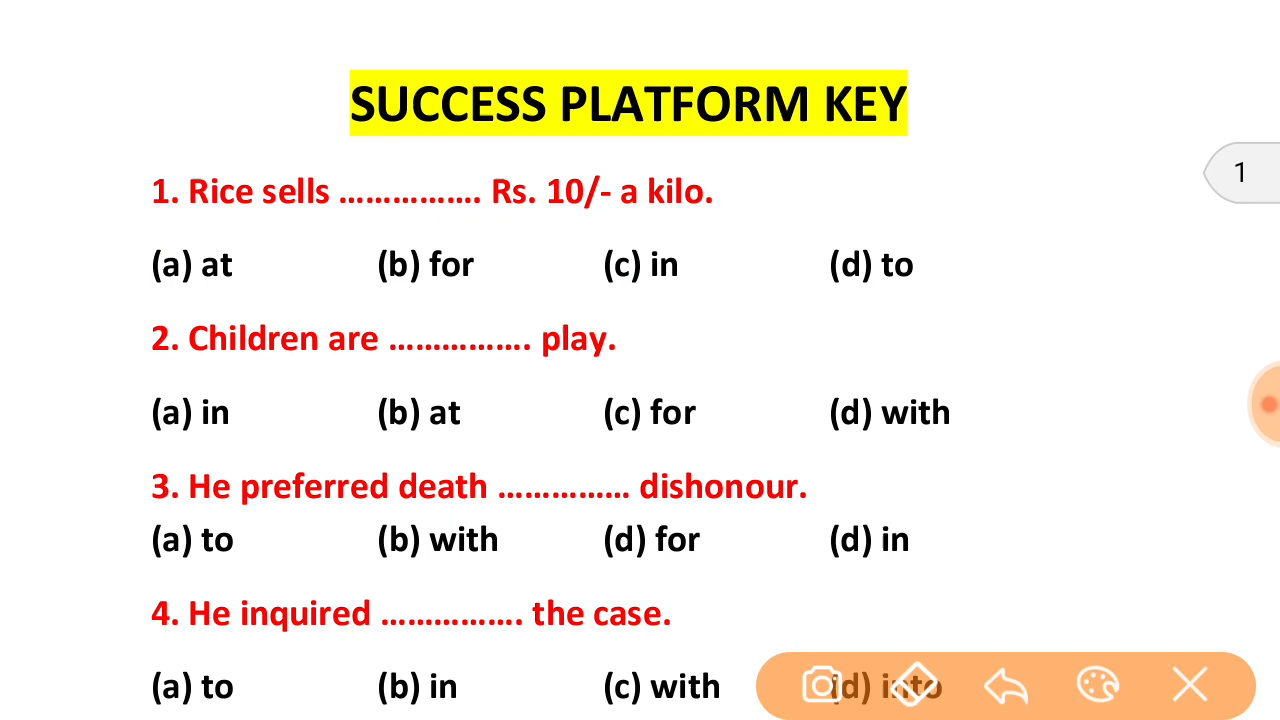 SUCCESS PLATFORM KEY
1. Rice sells ................ Rs. 10/- a kilo.
(a) at (b) for (c) in (d) to
2. Children are ................ play.
(a) in (b) at (c) for (d) with
3. He preferred death ............... dishonour.
(a) to (b) with (d) for (d) in
4. He inquired ................ the case.
(a) to (b) in (c) with (d) into
1